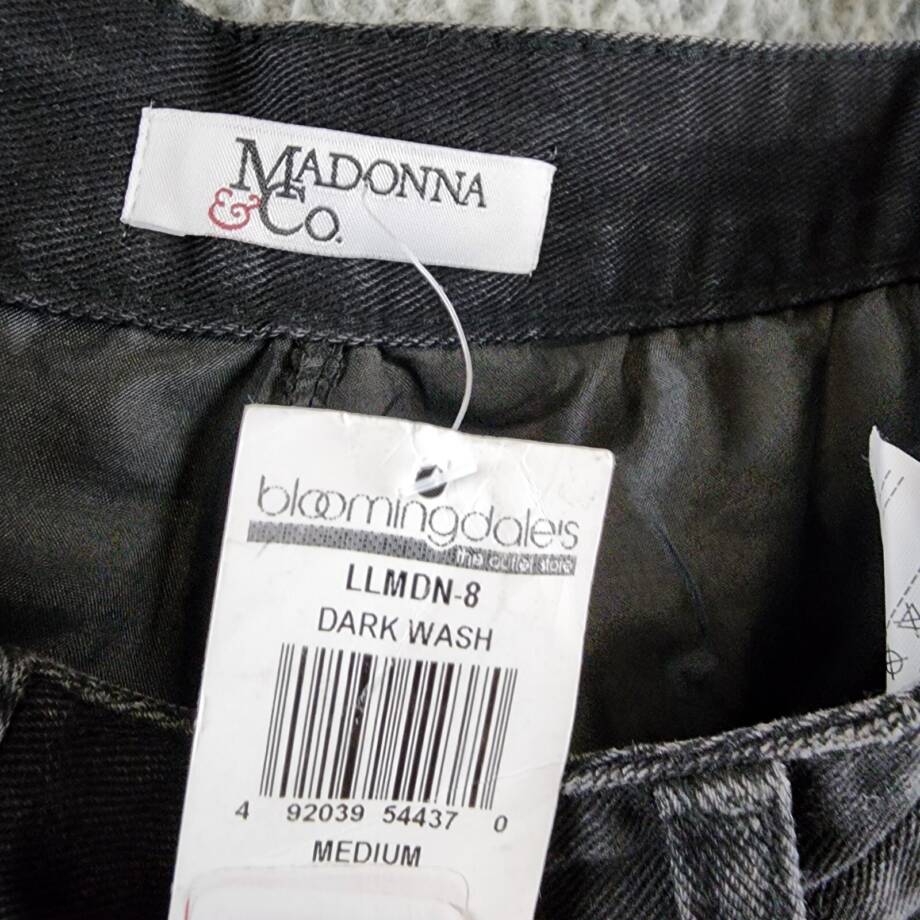 MADONNA
&Co.
bloomingdale's
the outlet store
LLMDN-8
DARK WASH
4 92039 54437 0
MEDIUM